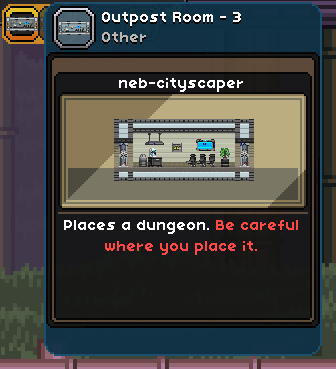 Outpost Room - 3
Other
neb-cityscaper
Places a dungeon. Be careful
where you place it.